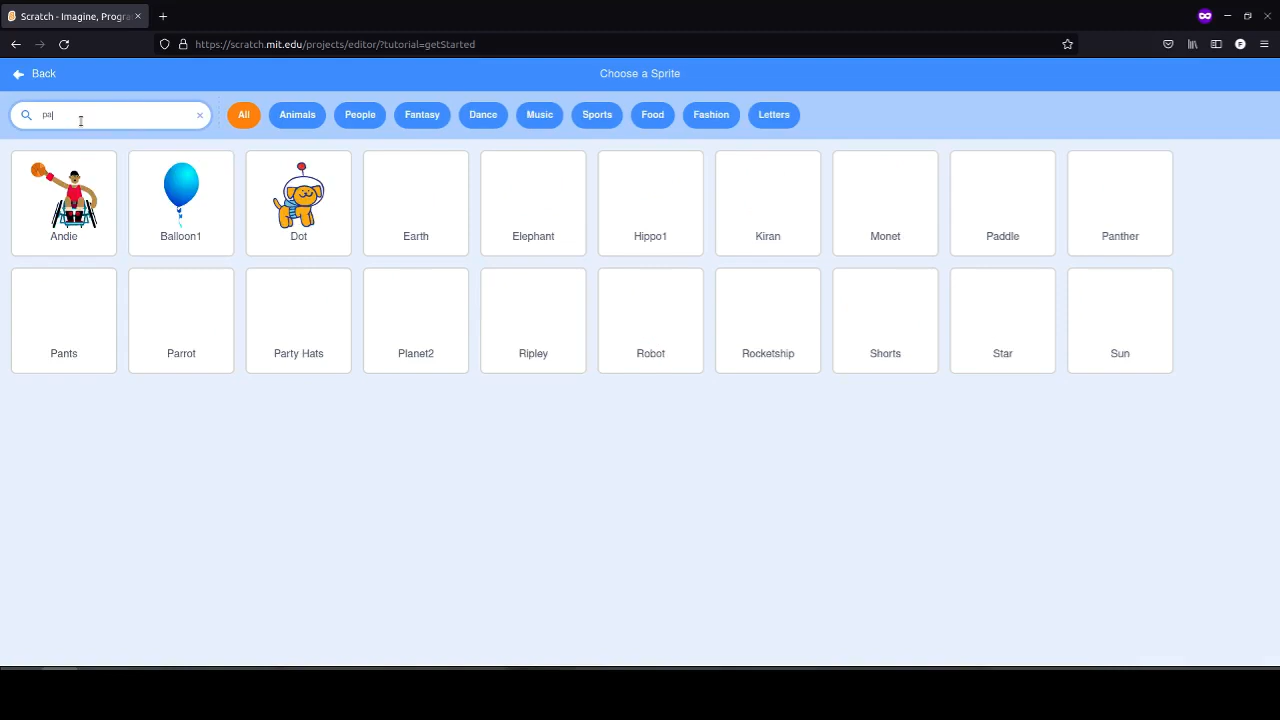 Scratch - Imagine, Progra
https://scratch.mit.edu/projects/editor/?tutorial=getStarted
F
Back
Choose a Sprite
pa
All
Animals
People
Fantasy
Dance
Music
Sports
Food
Fashion
Letters
Andie
Balloon1
Dot
Earth
Elephant
Hippo1
Kiran
Monet
Paddle
Panther
Pants
Parrot
Party Hats
Planet2
Ripley
Robot
Rocketship
Shorts
Star
Sun